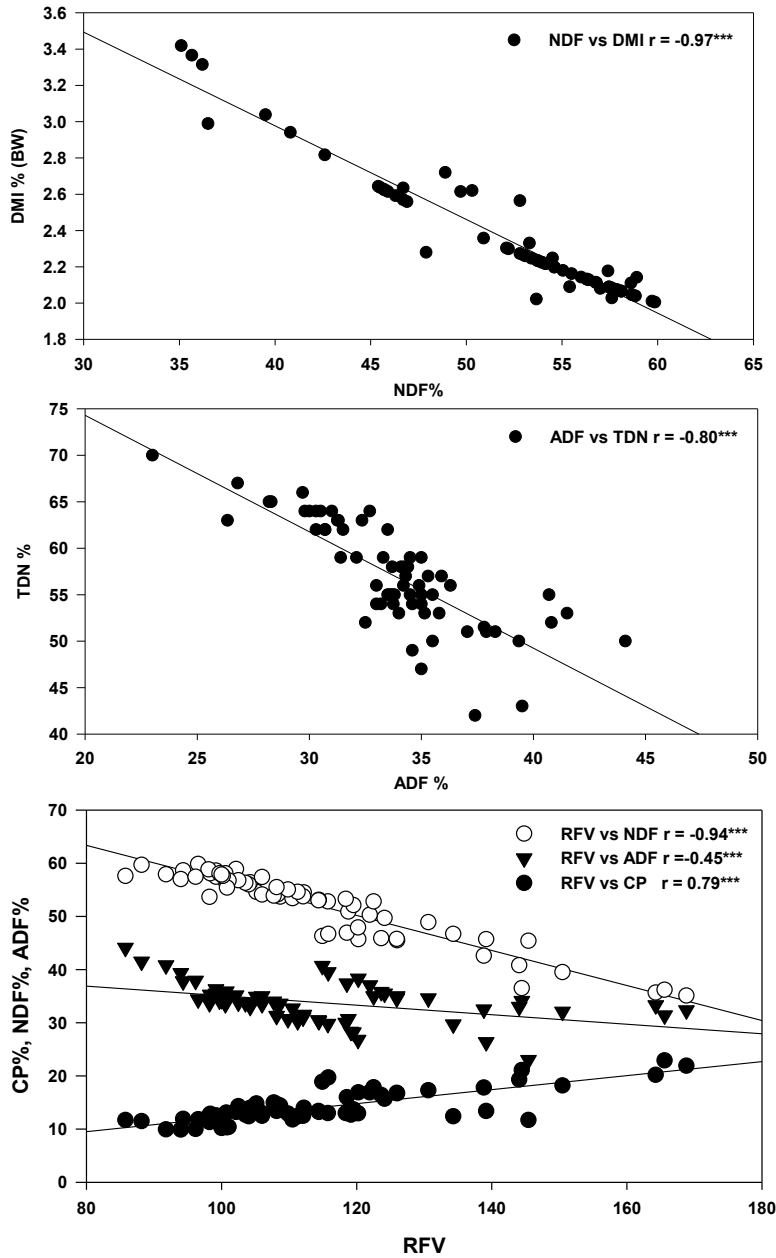 3.8
3.6
3.4
3.2
3.0
2.8
2.6
2.4
2.2
2.0
1.8
DMI % (BW)
NDF vs DMI r = -0.97***
30 35 40 45 50 55 60 65
NDF%
75
70
65
60
55
50
45
40
TDN %
ADF vs TDN r = -0.80***
20 25 30 35 40 45 50
ADF %
70
60
50
40
30
20
10
0
CP%, NDF%, ADF%
RFV vs NDF r = -0.94***
RFV vs ADF r =-0.45***
RFV vs CP r = 0.79***
80 100 120 140 160 180
RFV